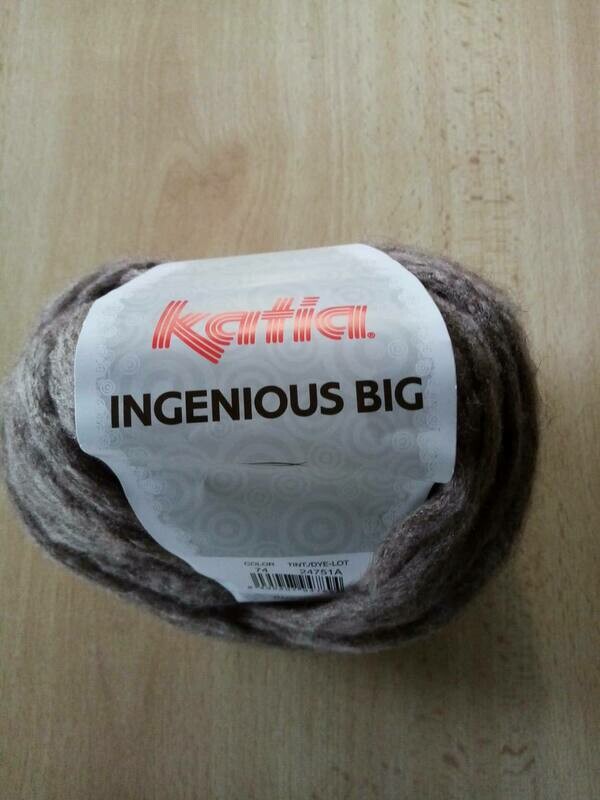 katia
INGENIOUS BIG
COLOR TINT./DYE-LOT
74 24751A